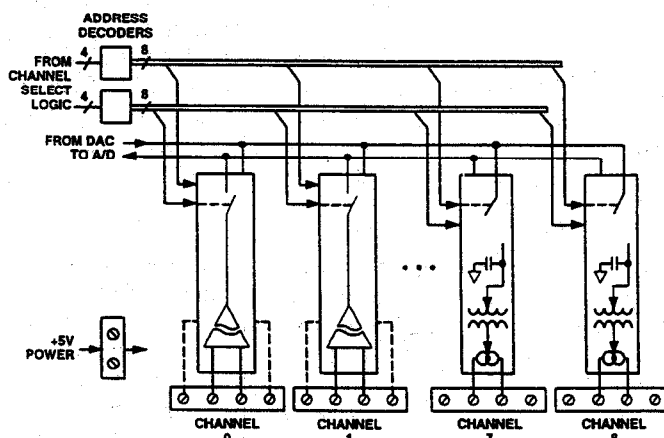 ADDRESS
DECODERS
4
8
FROM
CHANNEL
SELECT
LOGIC
4
8
FROM DAC
TO A/D
+5V
POWER
CHANNEL
CHANNEL
CHANNEL
CHANNEL